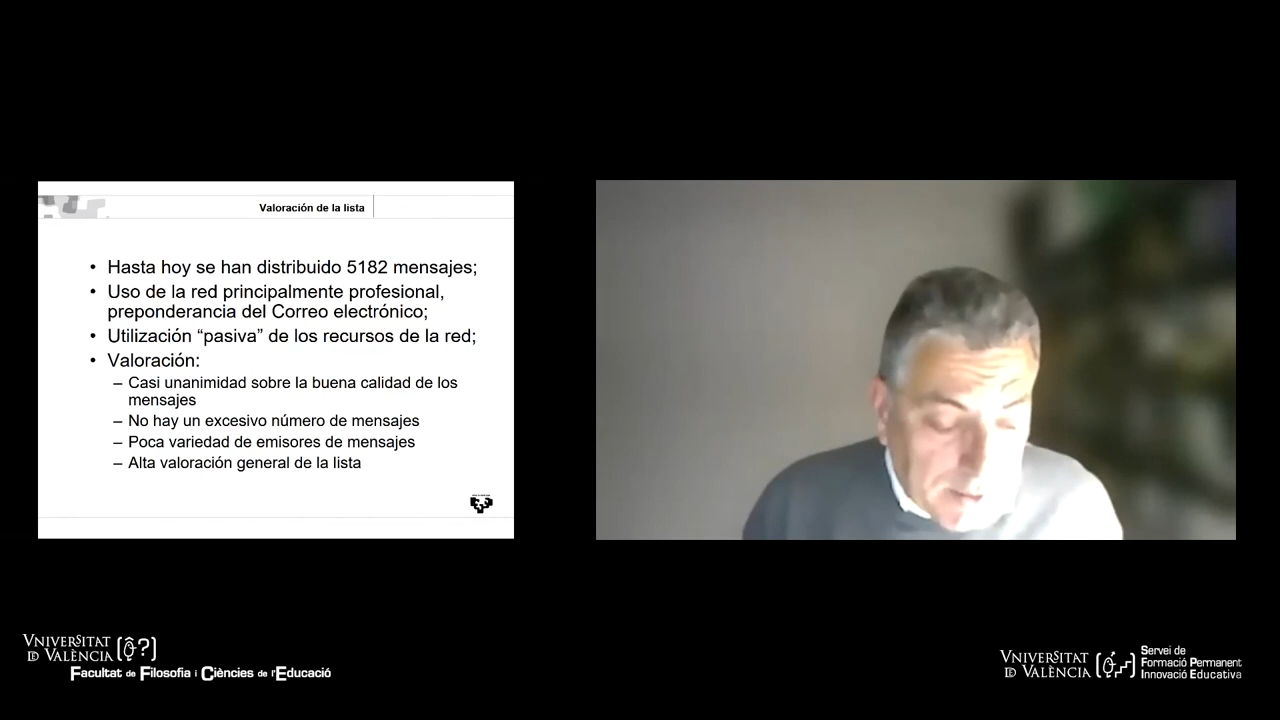 Valoración de la lista
• Hasta hoy se han distribuido 5182 mensajes;
• Uso de la red principalmente profesional,
preponderancia del Correo electrónico;
• Utilización “pasiva” de los recursos de la red;
• Valoración:
– Casi unanimidad sobre la buena calidad de los
mensajes
– No hay un excesivo número de mensajes
– Poca variedad de emisores de mensajes
– Alta valoración general de la lista
VNIVERSITAT
ID VALÈNCIA
Facultat de Filosofia i Ciències de l'Educació
VNIVERSITAT
ID VALÈNCIA
Servei de
Formació Permanent
Innovació Educativa